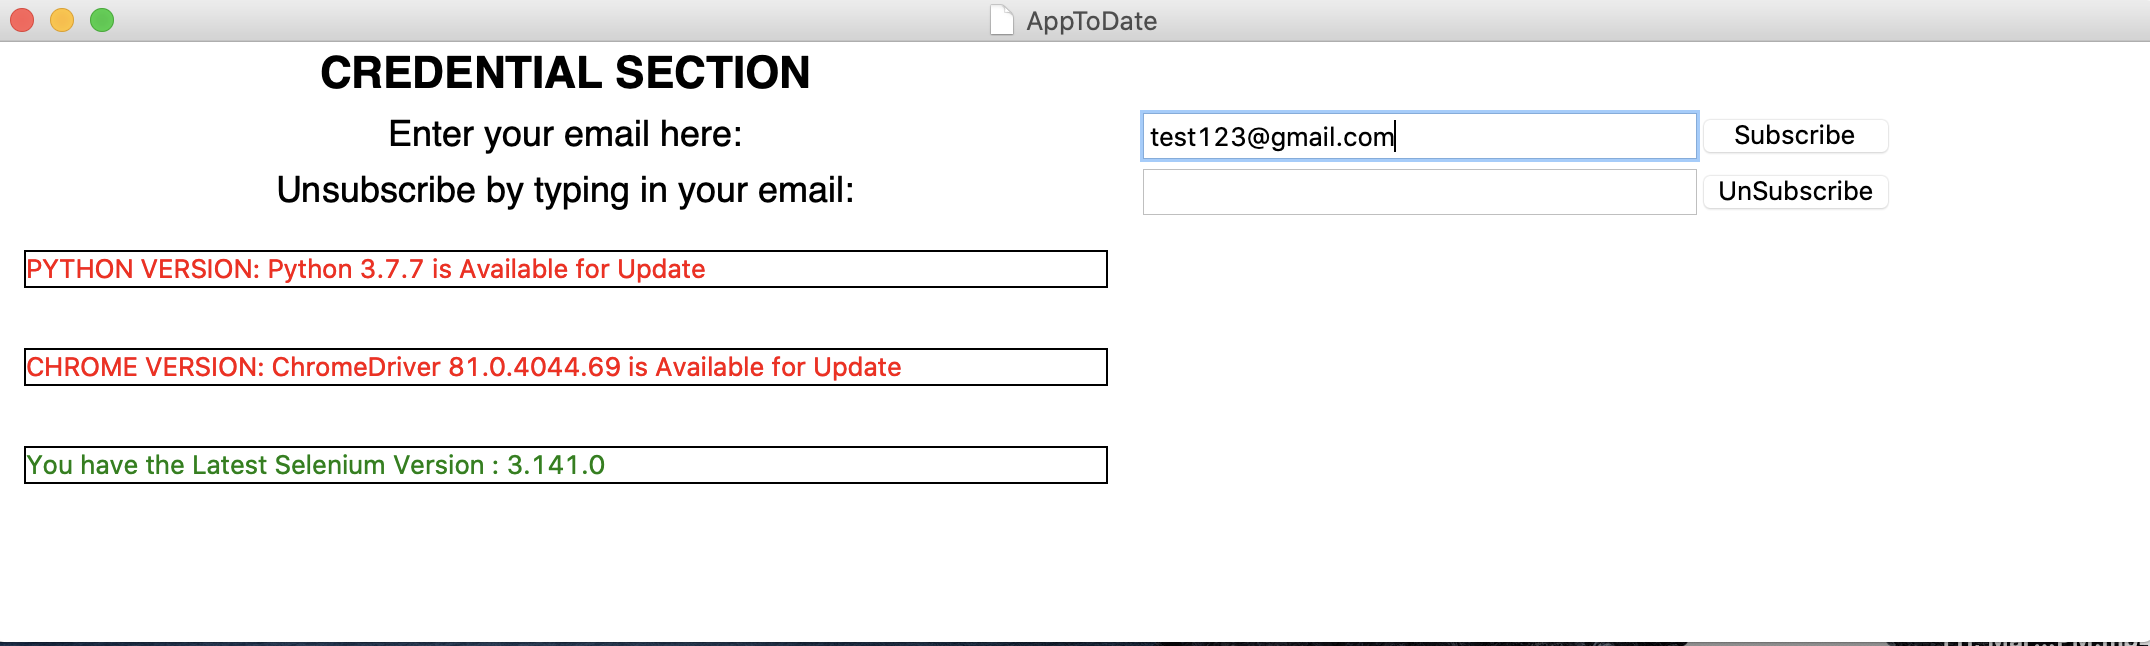 AppToDate
CREDENTIAL SECTION
Enter your email here:
test123@gmail.com
Subscribe
Unsubscribe by typing in your email:
UnSubscribe
PYTHON VERSION: Python 3.7.7 is Available for Update
CHROME VERSION: ChromeDriver 81.0.4044.69 is Available for Update
You have the Latest Selenium Version : 3.141.0